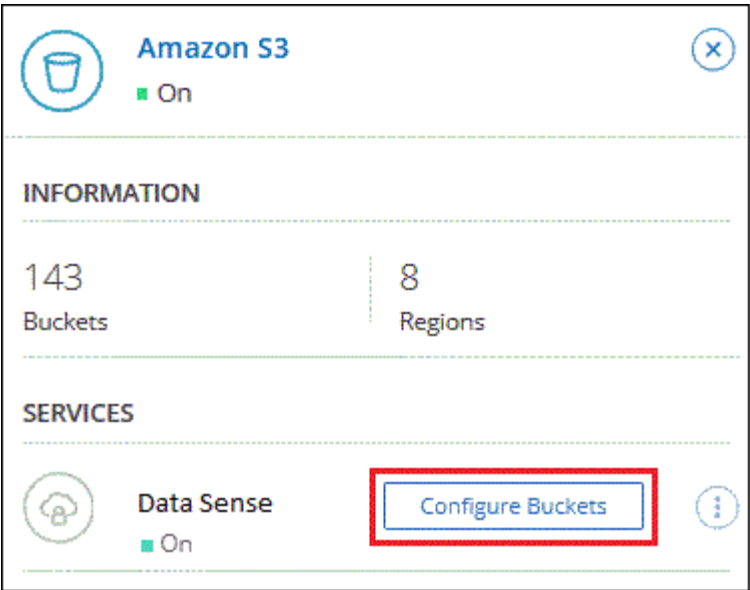 Amazon S3
On
INFORMATION
143
Buckets
8
Regions
SERVICES
Data Sense
Configure Buckets
On